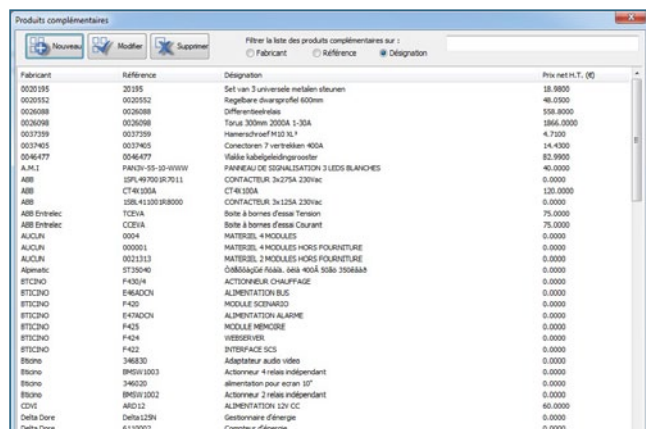 Produits complémentaires
Nouveau Modifier Supprimer
Filtrer la liste des produits complémentaires sur :
Fabricant Référence Désignation
Fabricant Référence Désignation Prix net H.T. (€)
0020195 20195 Set van 3 universele metalen steunen 18.9800
0020552 0020552 Regelbare dwarsprofiel 600mm 48.0500
0026088 0026088 Differentieelrelais 558.8000
0026098 0026098 Torus 300mm 2000A 1-30A 1866.0000
0037359 0037359 Hamerschroef M10 XL³ 4.7100
0037405 0037405 Conectoren 7 vertrekken 400A 14.4300
0046477 0046477 Vlakke kabelgeleidingsrooster 82.9900
A.M.I PAN3V-55-10-WWW PANNEAU DE SIGNALISATION 3 LEDS BLANCHES 40.0000
ABB 1SFL497001R7011 CONTACTEUR 3x275A 230Vac 0.0000
ABB CT4X100A CT4X100A 120.0000
ABB 1SBL411001R8000 CONTACTEUR 3x125A 230Vac 0.0000
ABB Entrelec TCEVA Boite à bornes d'essai Tension 75.0000
ABB Entrelec CCEVA Boite à bornes d'essai Courant 75.0000
AUCUN 0004 MATERIEL 4 MODULES 0.0000
AUCUN 000001 MATERIEL 4 MODULES HORS FOURNITURE 0.0000
AUCUN 0021313 MATERIEL 2 MODULES HORS FOURNITURE 0.0000
Alpmatic ST35040 400Å 0.0000
BTICINO F430/4 ACTIONNEUR CHAUFFAGE 0.0000
BTICINO E46ADCN ALIMENTATION BUS 0.0000
BTICINO F420 MODULE SCENARIO 0.0000
BTICINO E47ADCN ALIMENTATION ALARME 0.0000
BTICINO F425 MODULE MEMOIRE 0.0000
BTICINO F424 WEBSERVER 0.0000
BTICINO F422 INTERFACE SCS 0.0000
Bticino 346830 Adaptateur audio video 0.0000
Bticino BMSW1003 Actionneur 4 relais indépendant 0.0000
Bticino 346020 alimentation pour ecran 10" 0.0000
Bticino BMSW1002 Actionneur 2 relais indépendant 0.0000
CDVI ARD12 ALIMENTATION 12V CC 60.0000
Delta Dore Delta125N Gestionnaire d'énergie 0.0000
Delta Dore 6110002 Compteur d'énergie 0.0000